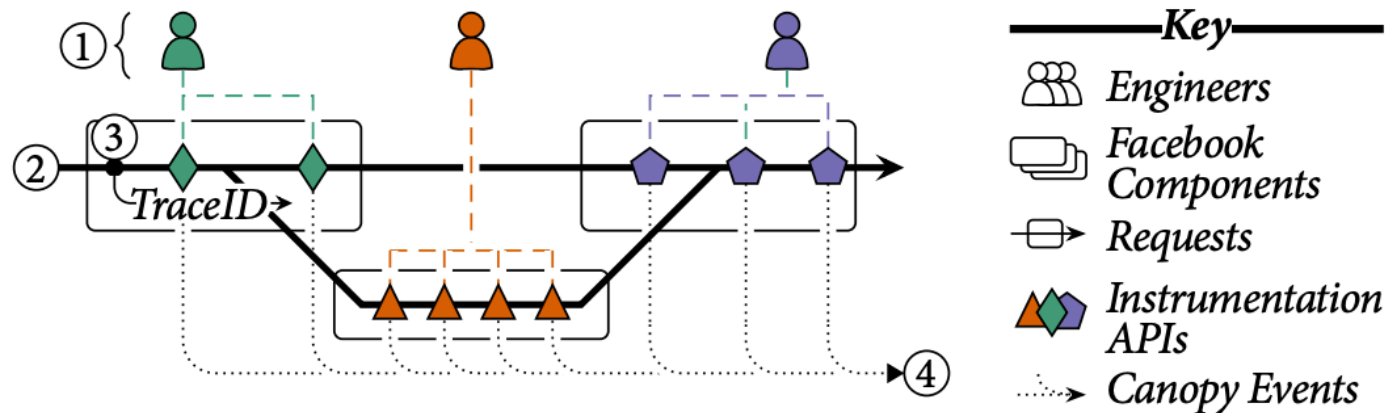 ①
②
③
TraceID
④
Key
Engineers
Facebook
Components
Requests
Instrumentation
APIs
Canopy Events